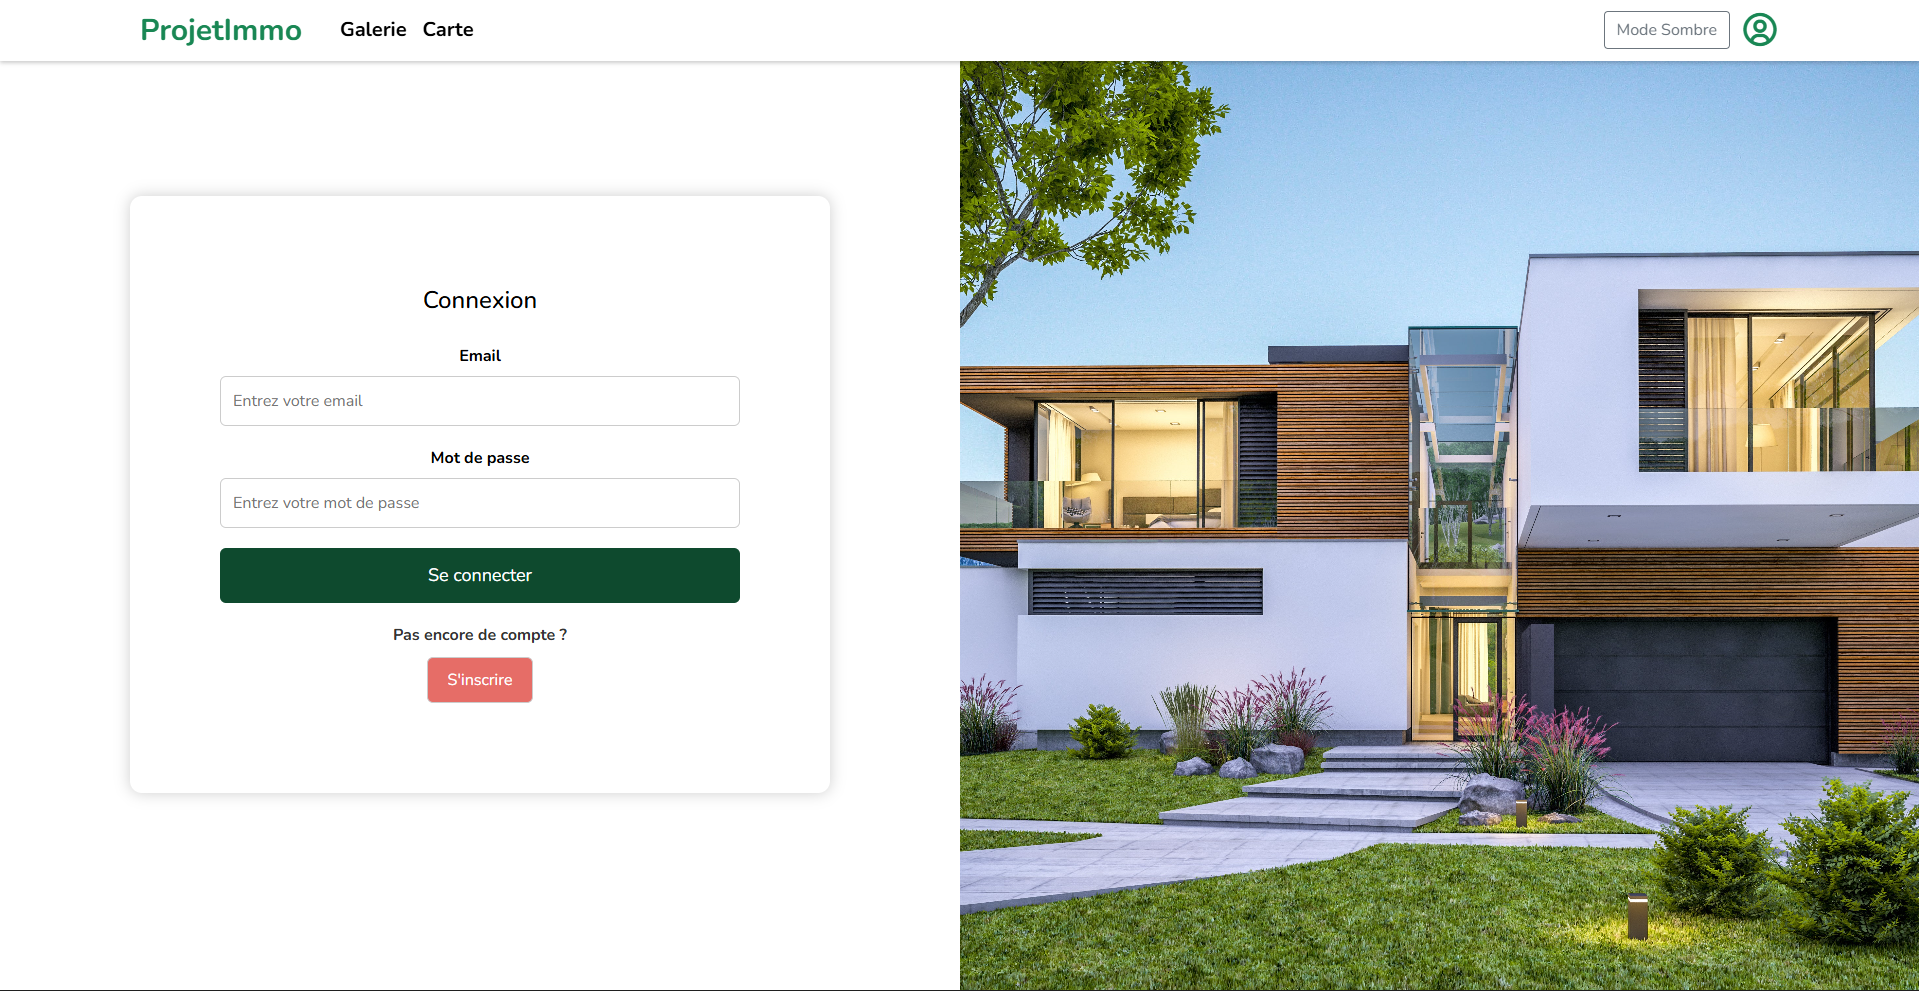 ProjetImmo Galerie Carte Mode Sombre
Connexion
Email
Entrez votre email
Mot de passe
Entrez votre mot de passe
Se connecter
Pas encore de compte ?
S'inscrire